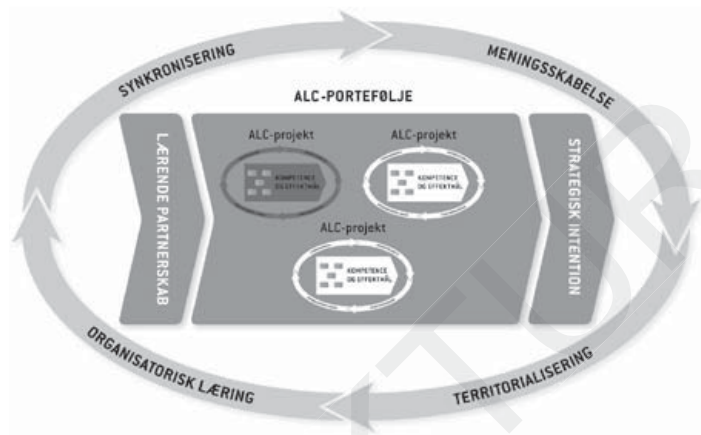 SYNKRONISERING
MENINGSSKABELSE
ALC-PORTEFØLJE
LÆRENDE PARTNERSKAB
ALC-projekt
KOMPETENCE
OG EFFEKTMÅL
ALC-projekt
KOMPETENCE
OG EFFEKTMÅL
ALC-projekt
KOMPETENCE
OG EFFEKTMÅL
STRATEGISK INTENTION
ORGANISATORISK LÆRING
TERRITORIALISERING